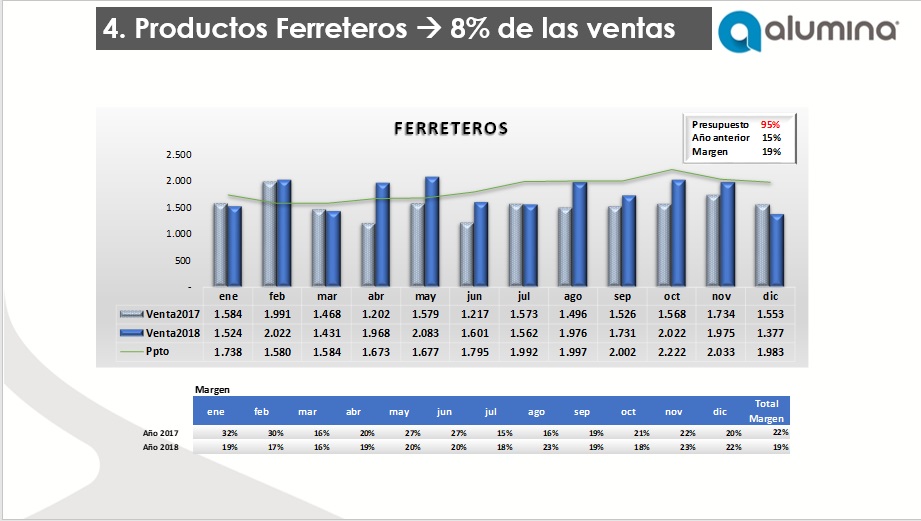 4. Productos Ferreteros → 8% de las ventas
alumina
FERRETEROS
Presupuesto 95%
Año anterior 15%
Margen 19%
2.500
2.000
1.500
1.000
500
-
ene feb mar abr may jun jul ago sep oct nov dic
Venta2017 1.584 1.991 1.468 1.202 1.579 1.217 1.573 1.496 1.526 1.568 1.734 1.553
Venta2018 1.524 2.022 1.431 1.968 2.083 1.601 1.562 1.976 1.731 2.022 1.975 1.377
Ppto 1.738 1.580 1.584 1.673 1.677 1.795 1.992 1.997 2.002 2.222 2.033 1.983
Margen
ene feb mar abr may jun jul ago sep oct nov dic Total Margen
Año 2017 32% 30% 16% 20% 27% 27% 15% 16% 19% 21% 22% 20% 22%
Año 2018 19% 17% 16% 19% 20% 20% 18% 23% 19% 18% 23% 22% 19%